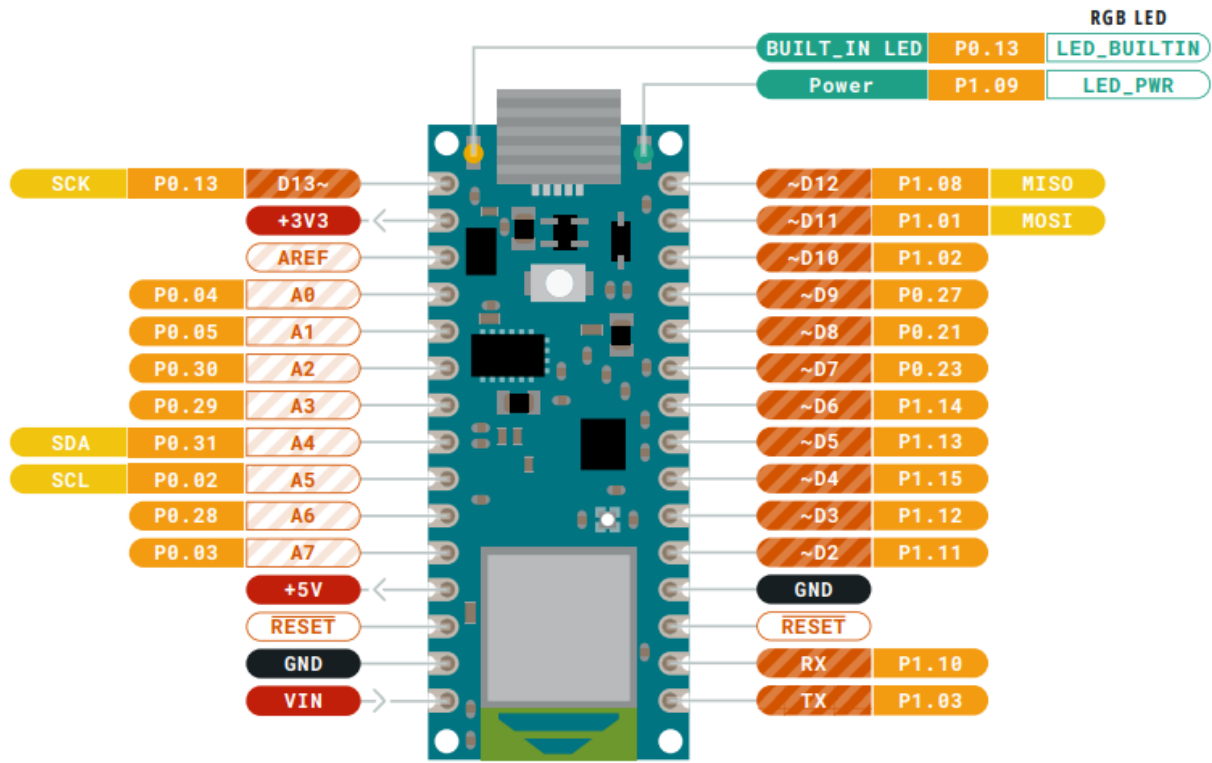 RGB LED
BUILT_IN LED P0.13 LED_BUILTIN
Power P1.09 LED_PWR
SCK P0.13 D13~ ~D12 P1.08 MISO
+3V3 ~D11 P1.01 MOSI
AREF ~D10 P1.02
P0.04 A0 ~D9 P0.27
P0.05 A1 ~D8 P0.21
P0.30 A2 ~D7 P0.23
P0.29 A3 ~D6 P1.14
SDA P0.31 A4 ~D5 P1.13
SCL P0.02 A5 ~D4 P1.15
P0.28 A6 ~D3 P1.12
P0.03 A7 ~D2 P1.11
+5V GND
RESET RESET
GND RX P1.10
VIN TX P1.03